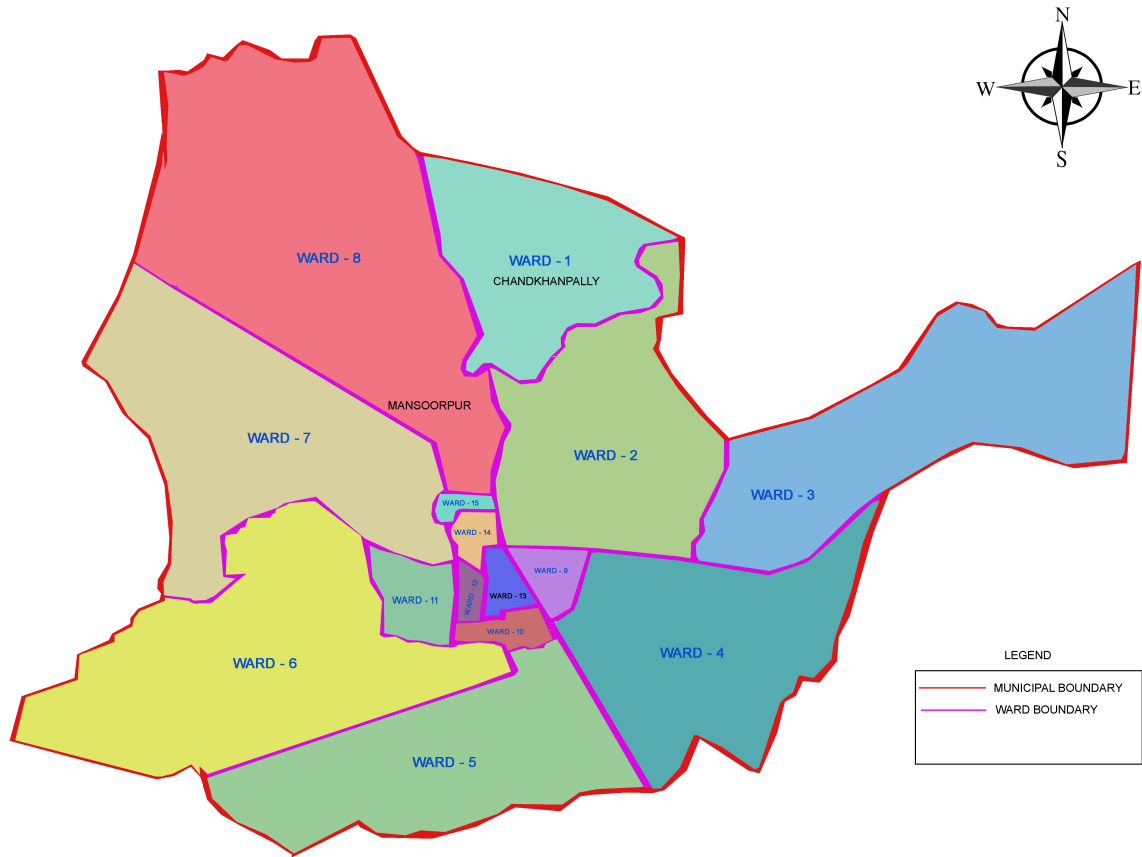 N
W E
S
WARD - 8
WARD - 1
CHANDKHANPALLY
MANSOORPUR
WARD - 7
WARD - 2
WARD - 3
WARD - 15
WARD - 14
WARD - 9
WARD - 12
WARD - 13
WARD - 11
WARD - 10
WARD - 6
WARD - 4
WARD - 5
LEGEND
MUNICIPAL BOUNDARY
WARD BOUNDARY